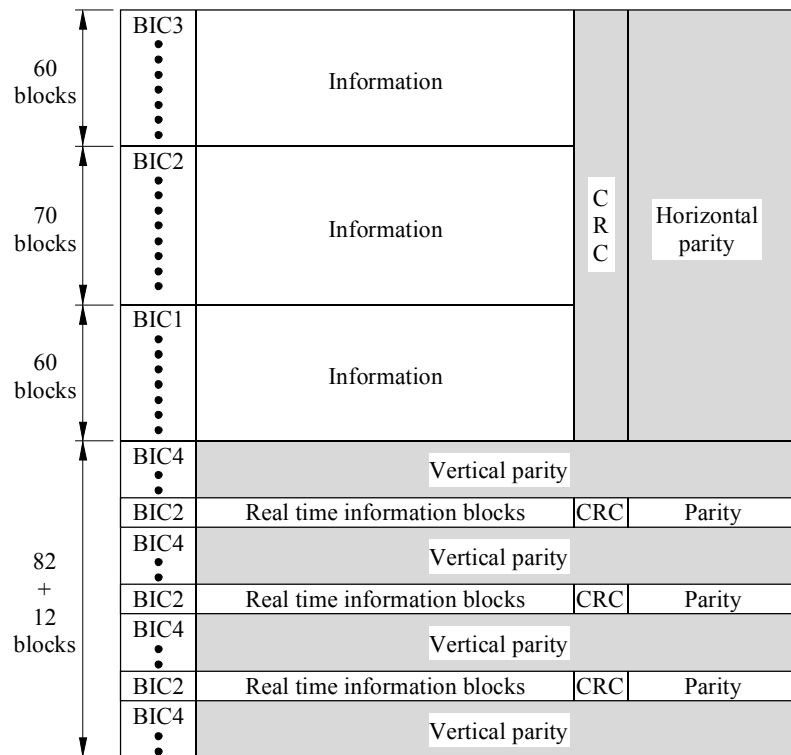 BIC3
60
blocks
Information
BIC2
70
blocks
Information
C
R
C
Horizontal
parity
BIC1
60
blocks
Information
BIC4
Vertical parity
BIC2 Real time information blocks CRC Parity
BIC4
Vertical parity
82
+
12
blocks
BIC2 Real time information blocks CRC Parity
BIC4
Vertical parity
BIC2 Real time information blocks CRC Parity
BIC4
Vertical parity